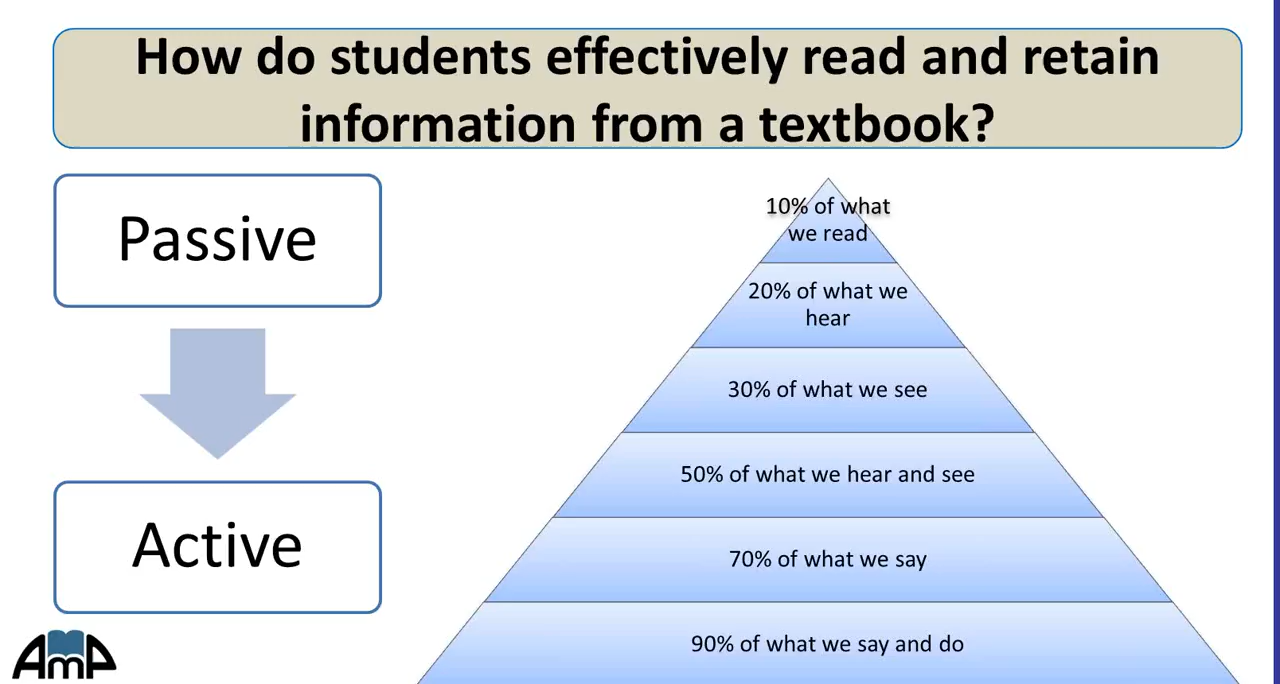 How do students effectively read and retain
information from a textbook?
Passive
Active
10% of what
we read
20% of what we
hear
30% of what we see
50% of what we hear and see
70% of what we say
90% of what we say and do
AmP